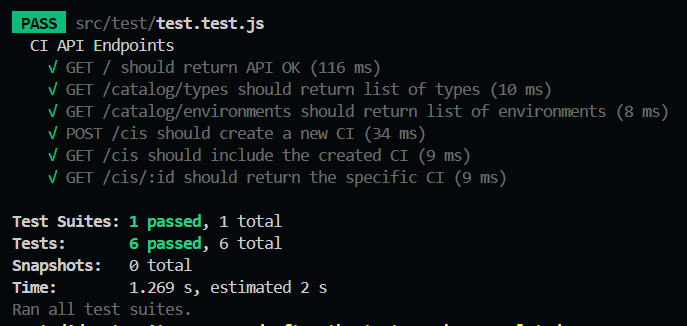 PASS src/test/test.test.js
CI API Endpoints
√ GET / should return API OK (116 ms)
√ GET /catalog/types should return list of types (10 ms)
√ GET /catalog/environments should return list of environments (8 ms)
√ POST /cis should create a new CI (34 ms)
√ GET /cis should include the created CI (9 ms)
√ GET /cis/:id should return the specific CI (9 ms)
Test Suites: 1 passed, 1 total
Tests: 6 passed, 6 total
Snapshots: 0 total
Time: 1.269 s, estimated 2 s
Ran all test suites.